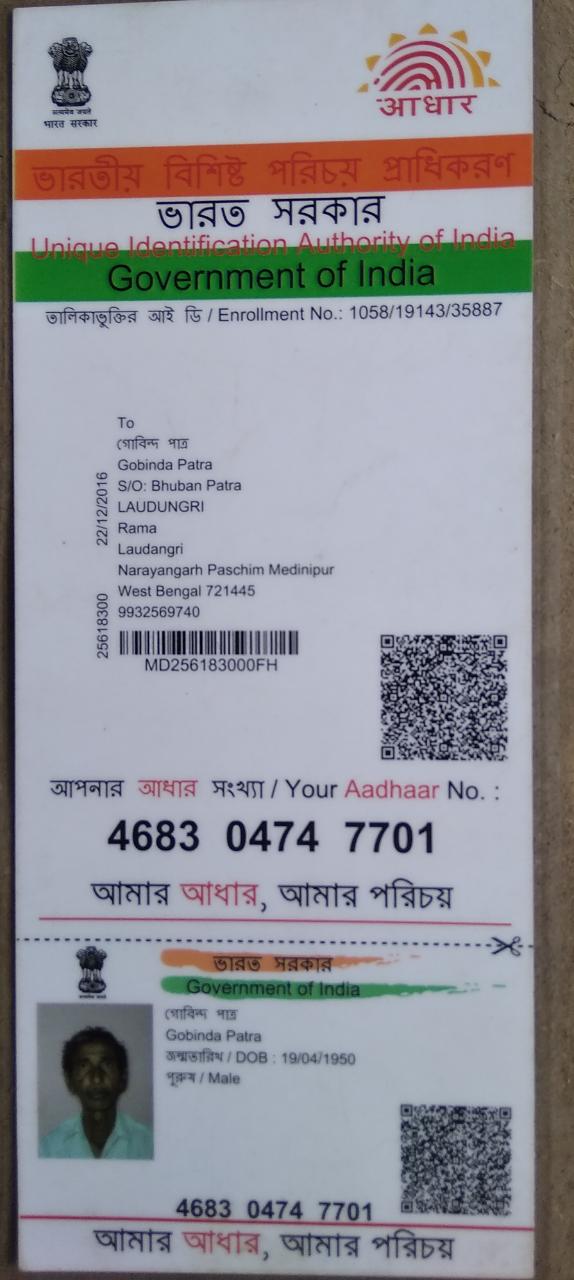 सत्यमेव जयते
भारत सरकार
आधार
ভারতীয় বিশিষ্ট পরিচয় প্রাধিকরণ
ভারত সরকার
Unique Identification Authority of India
Government of India
তালিকাভুক্তির আই ডি / Enrollment No.: 1058/19143/35887
To
গোবিন্দ পাত্র
Gobinda Patra
S/O: Bhuban Patra
LAUDUNGRI
Rama
Laudangri
Narayangarh Paschim Medinipur
West Bengal 721445
9932569740
22/12/2016
25618300
MD256183000FH
আপনার আধার সংখ্যা / Your Aadhaar No. :
4683 0474 7701
আমার আধার, আমার পরিচয়
ভারত সরকার
Government of India
গোবিন্দ পাত্র
Gobinda Patra
জন্মতারিখ / DOB : 19/04/1950
পুরুষ / Male
4683 0474 7701
আমার আধার, আমার পরিচয়